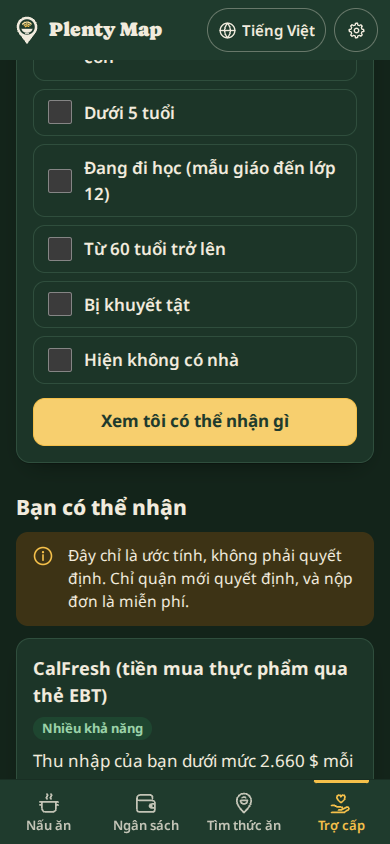 Plenty Map
Tiếng Việt
con
Dưới 5 tuổi
Đang đi học (mẫu giáo đến lớp
12)
Từ 60 tuổi trở lên
Bị khuyết tật
Hiện không có nhà
Xem tôi có thể nhận gì
Bạn có thể nhận
Đây chỉ là ước tính, không phải quyết
định. Chỉ quận mới quyết định, và nộp
đơn là miễn phí.
CalFresh (tiền mua thực phẩm qua
thẻ EBT)
Nhiều khả năng
Thu nhập của bạn dưới mức 2.660 $ mỗi
Nấu ăn
Ngân sách
Tìm thức ăn
Trợ cấp